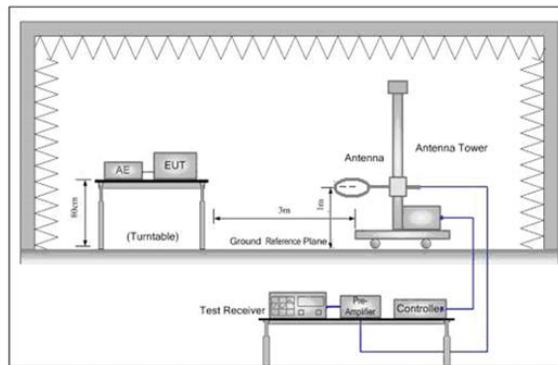 AE
EUT
80cm
(Turntable)
3m
1m
Antenna
Antenna Tower
Ground Reference Plane
Test Receiver
Pre-
Amplifier
Controller